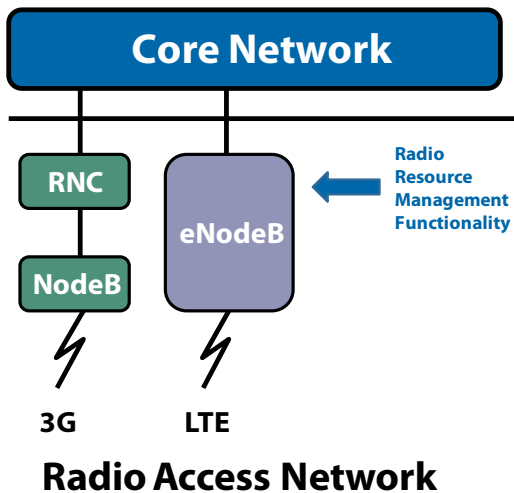 Core Network
RNC
NodeB
eNodeB
Radio
Resource
Management
Functionality
3G
LTE
Radio Access Network